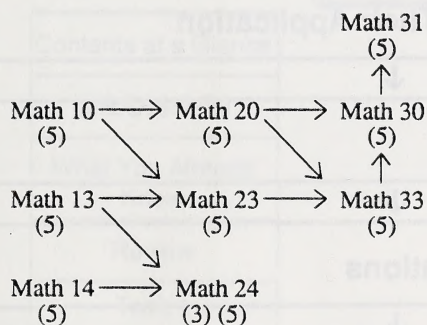 Math 31
(5)
Math 10 Math 20 Math 30
(5) (5) (5)
Math 13 Math 23 Math 33
(5) (5) (5)
Math 14 Math 24
(5) (3) (5)